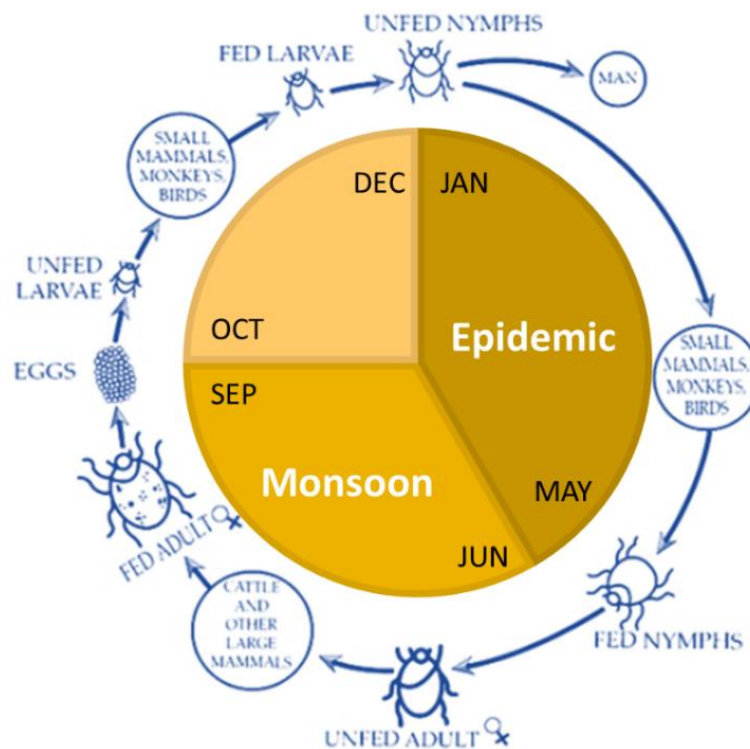 UNFED NYMPHS
FED LARVAE
MAN
SMALL
MAMMALS,
MONKEYS,
BIRDS
DEC
JAN
UNFED
LARVAE
OCT
Epidemic
SMALL
MAMMALS,
MONKEYS,
BIRDS
EGGS
SEP
Monsoon
MAY
JUN
FED ADULT
CATTLE
AND
OTHER
LARGE
MAMMALS
FED NYMPHS
UNFED ADULT